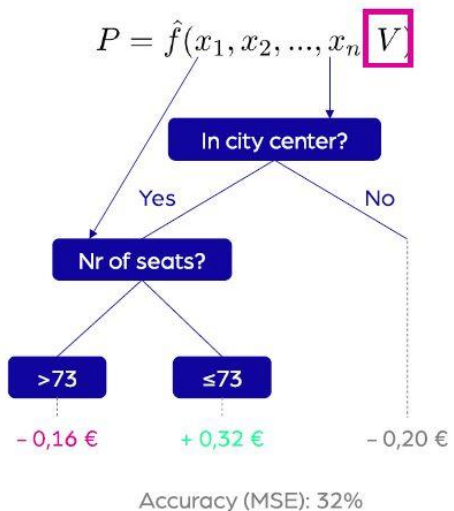 P = f̂(x₁, x₂, ..., xₙ V)
In city center?
Yes No
Nr of seats?
>73 ≤73
- 0,16 € + 0,32 € - 0,20 €
Accuracy (MSE): 32%